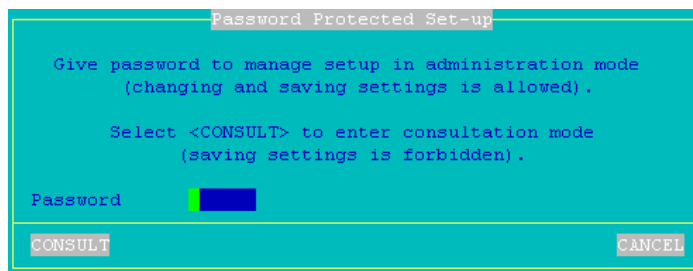 Password Protected Set-up
Give password to manage setup in administration mode
(changing and saving settings is allowed).
Select <CONSULT> to enter consultation mode
(saving settings is forbidden).
Password
CONSULT CANCEL